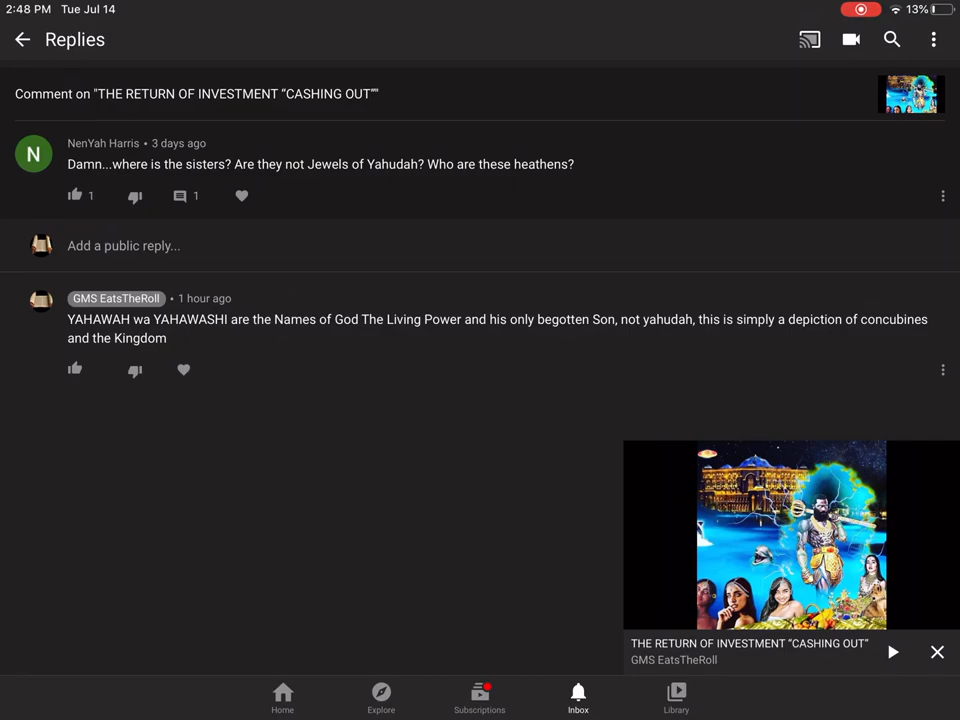 2:48 PM Tue Jul 14
13%
Replies
Comment on "THE RETURN OF INVESTMENT “CASHING OUT”"
N
NenYah Harris • 3 days ago
Damn...where is the sisters? Are they not Jewels of Yahudah? Who are these heathens?
1 1
Add a public reply...
GMS EatsTheRoll • 1 hour ago
YAHAWAH wa YAHAWASHI are the Names of God The Living Power and his only begotten Son, not yahudah, this is simply a depiction of concubines
and the Kingdom
THE RETURN OF INVESTMENT “CASHING OUT”
GMS EatsTheRoll
Home Explore Subscriptions Inbox Library